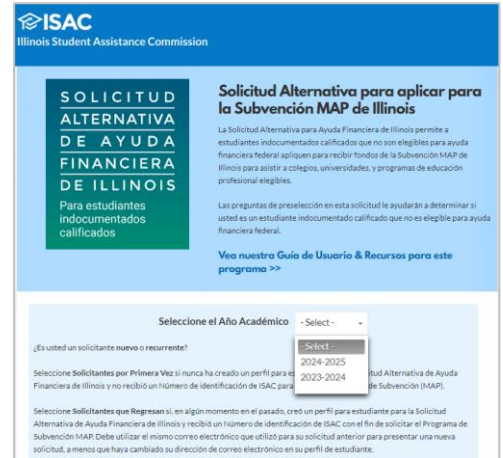 ISAC
Illinois Student Assistance Commission
SOLICITUD
ALTERNATIVA
DE AYUDA
FINANCIERA
DE ILLINOIS
Para estudiantes
indocumentados
calificados
Solicitud Alternativa para aplicar para
la Subvención MAP de Illinois
La Solicitud Alternativa para Ayuda Financiera de Illinois permite a
estudiantes indocumentados calificados que no son elegibles para ayuda
financiera federal apliquen para recibir fondos de la Subvención MAP de
Illinois para asistir a colegios, universidades, y programas de educación
profesional elegibles.
Las preguntas de preselección en esta solicitud le ayudarán a determinar si
usted es un estudiante indocumentado calificado que no es elegible para ayuda
financiera federal.
Vea nuestra Guía de Usuario & Recursos para este
programa >>
Seleccione el Año Académico - Select -
- Select -
2024-2025
2023-2024
¿Es usted un solicitante nuevo o recurrente?
Seleccione Solicitantes por Primera Vez si nunca ha creado un perfil para es tud Alternativa de Ayuda
Financiera de Illinois y no recibió un Número de identificación de ISAC para de Subvención (MAP).
Seleccione Solicitantes que Regresan si, en algún momento en el pasado, creó un perfil para estudiante para la Solicitud
Alternativa de Ayuda Financiera de Illinois y recibió un Número de identificación de ISAC con el fin de solicitar el Programa de
Subvención MAP. Debe utilizar el mismo correo electrónico que utilizó para su solicitud anterior para presentar una nueva
solicitud, a menos que haya cambiado su dirección de correo electrónico en su perfil de estudiante.